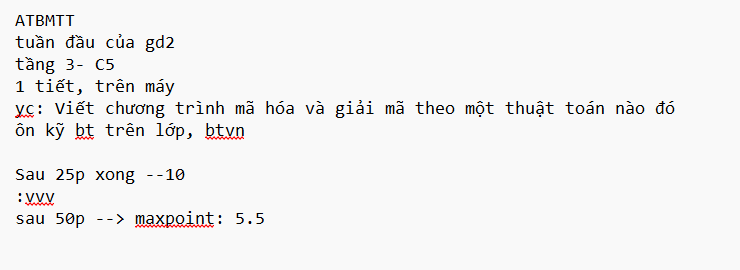 ATBMTT
tuần đầu của gd2
tầng 3- C5
1 tiết, trên máy
yc: Viết chương trình mã hóa và giải mã theo một thuật toán nào đó
ôn kỹ bt trên lớp, btvn
Sau 25p xong --10
:vvv
sau 50p --> maxpoint: 5.5